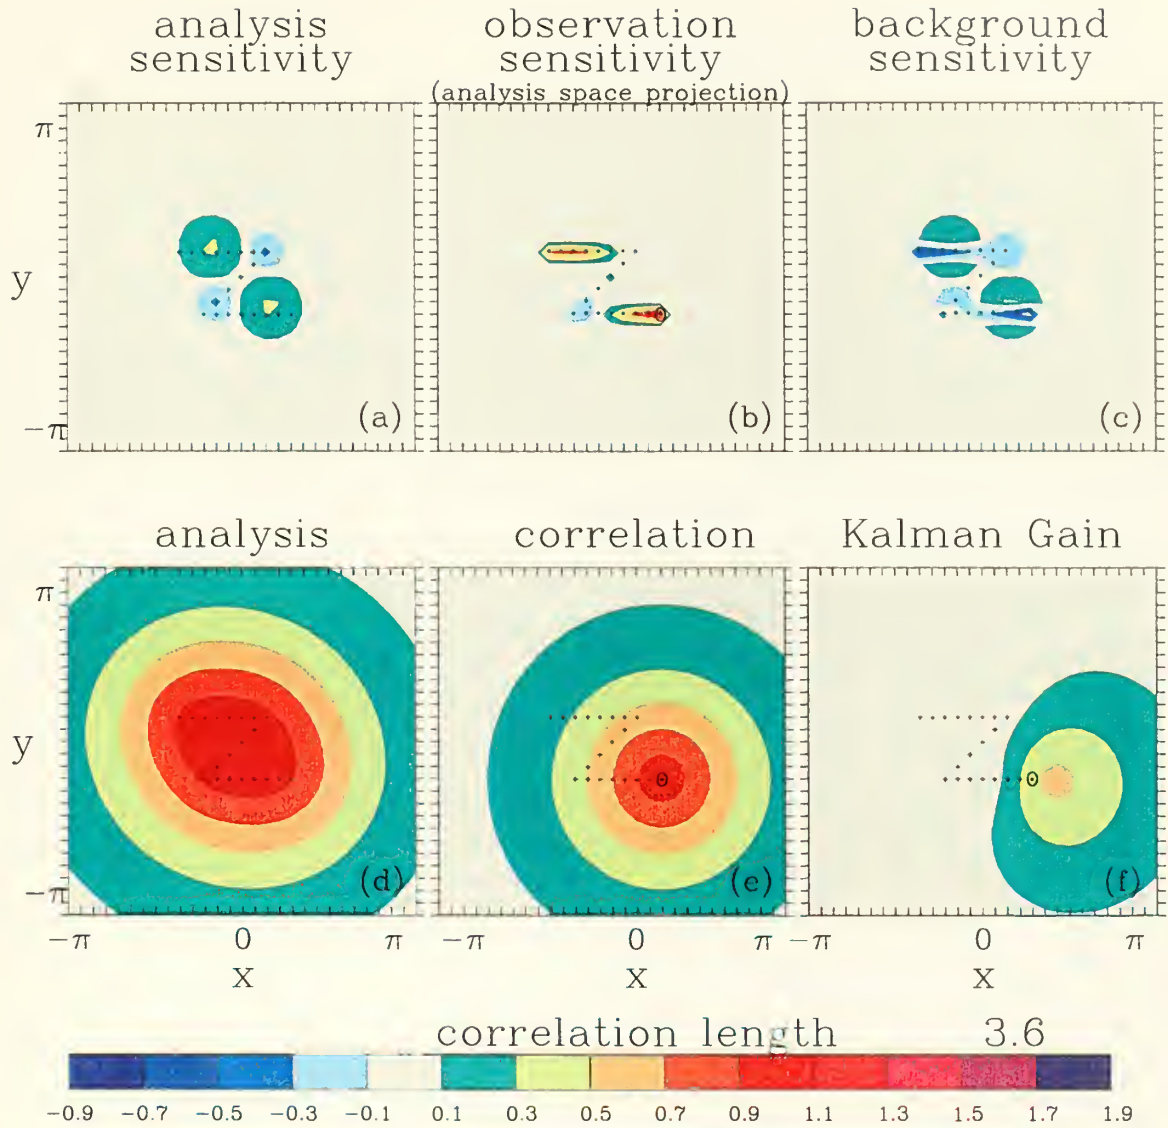 analysis sensitivity
observation sensitivity
(analysis space projection)
background sensitivity
π
y
-π
(a)
(b)
(c)
analysis
correlation
Kalman Gain
π
y
-π
(d)
(e)
(f)
-π 0 π
-π 0 π
-π 0 π
x
x
x
correlation length 3.6
-0.9 -0.7 -0.5 -0.3 -0.1 0.1 0.3 0.5 0.7 0.9 1.1 1.3 1.5 1.7 1.9